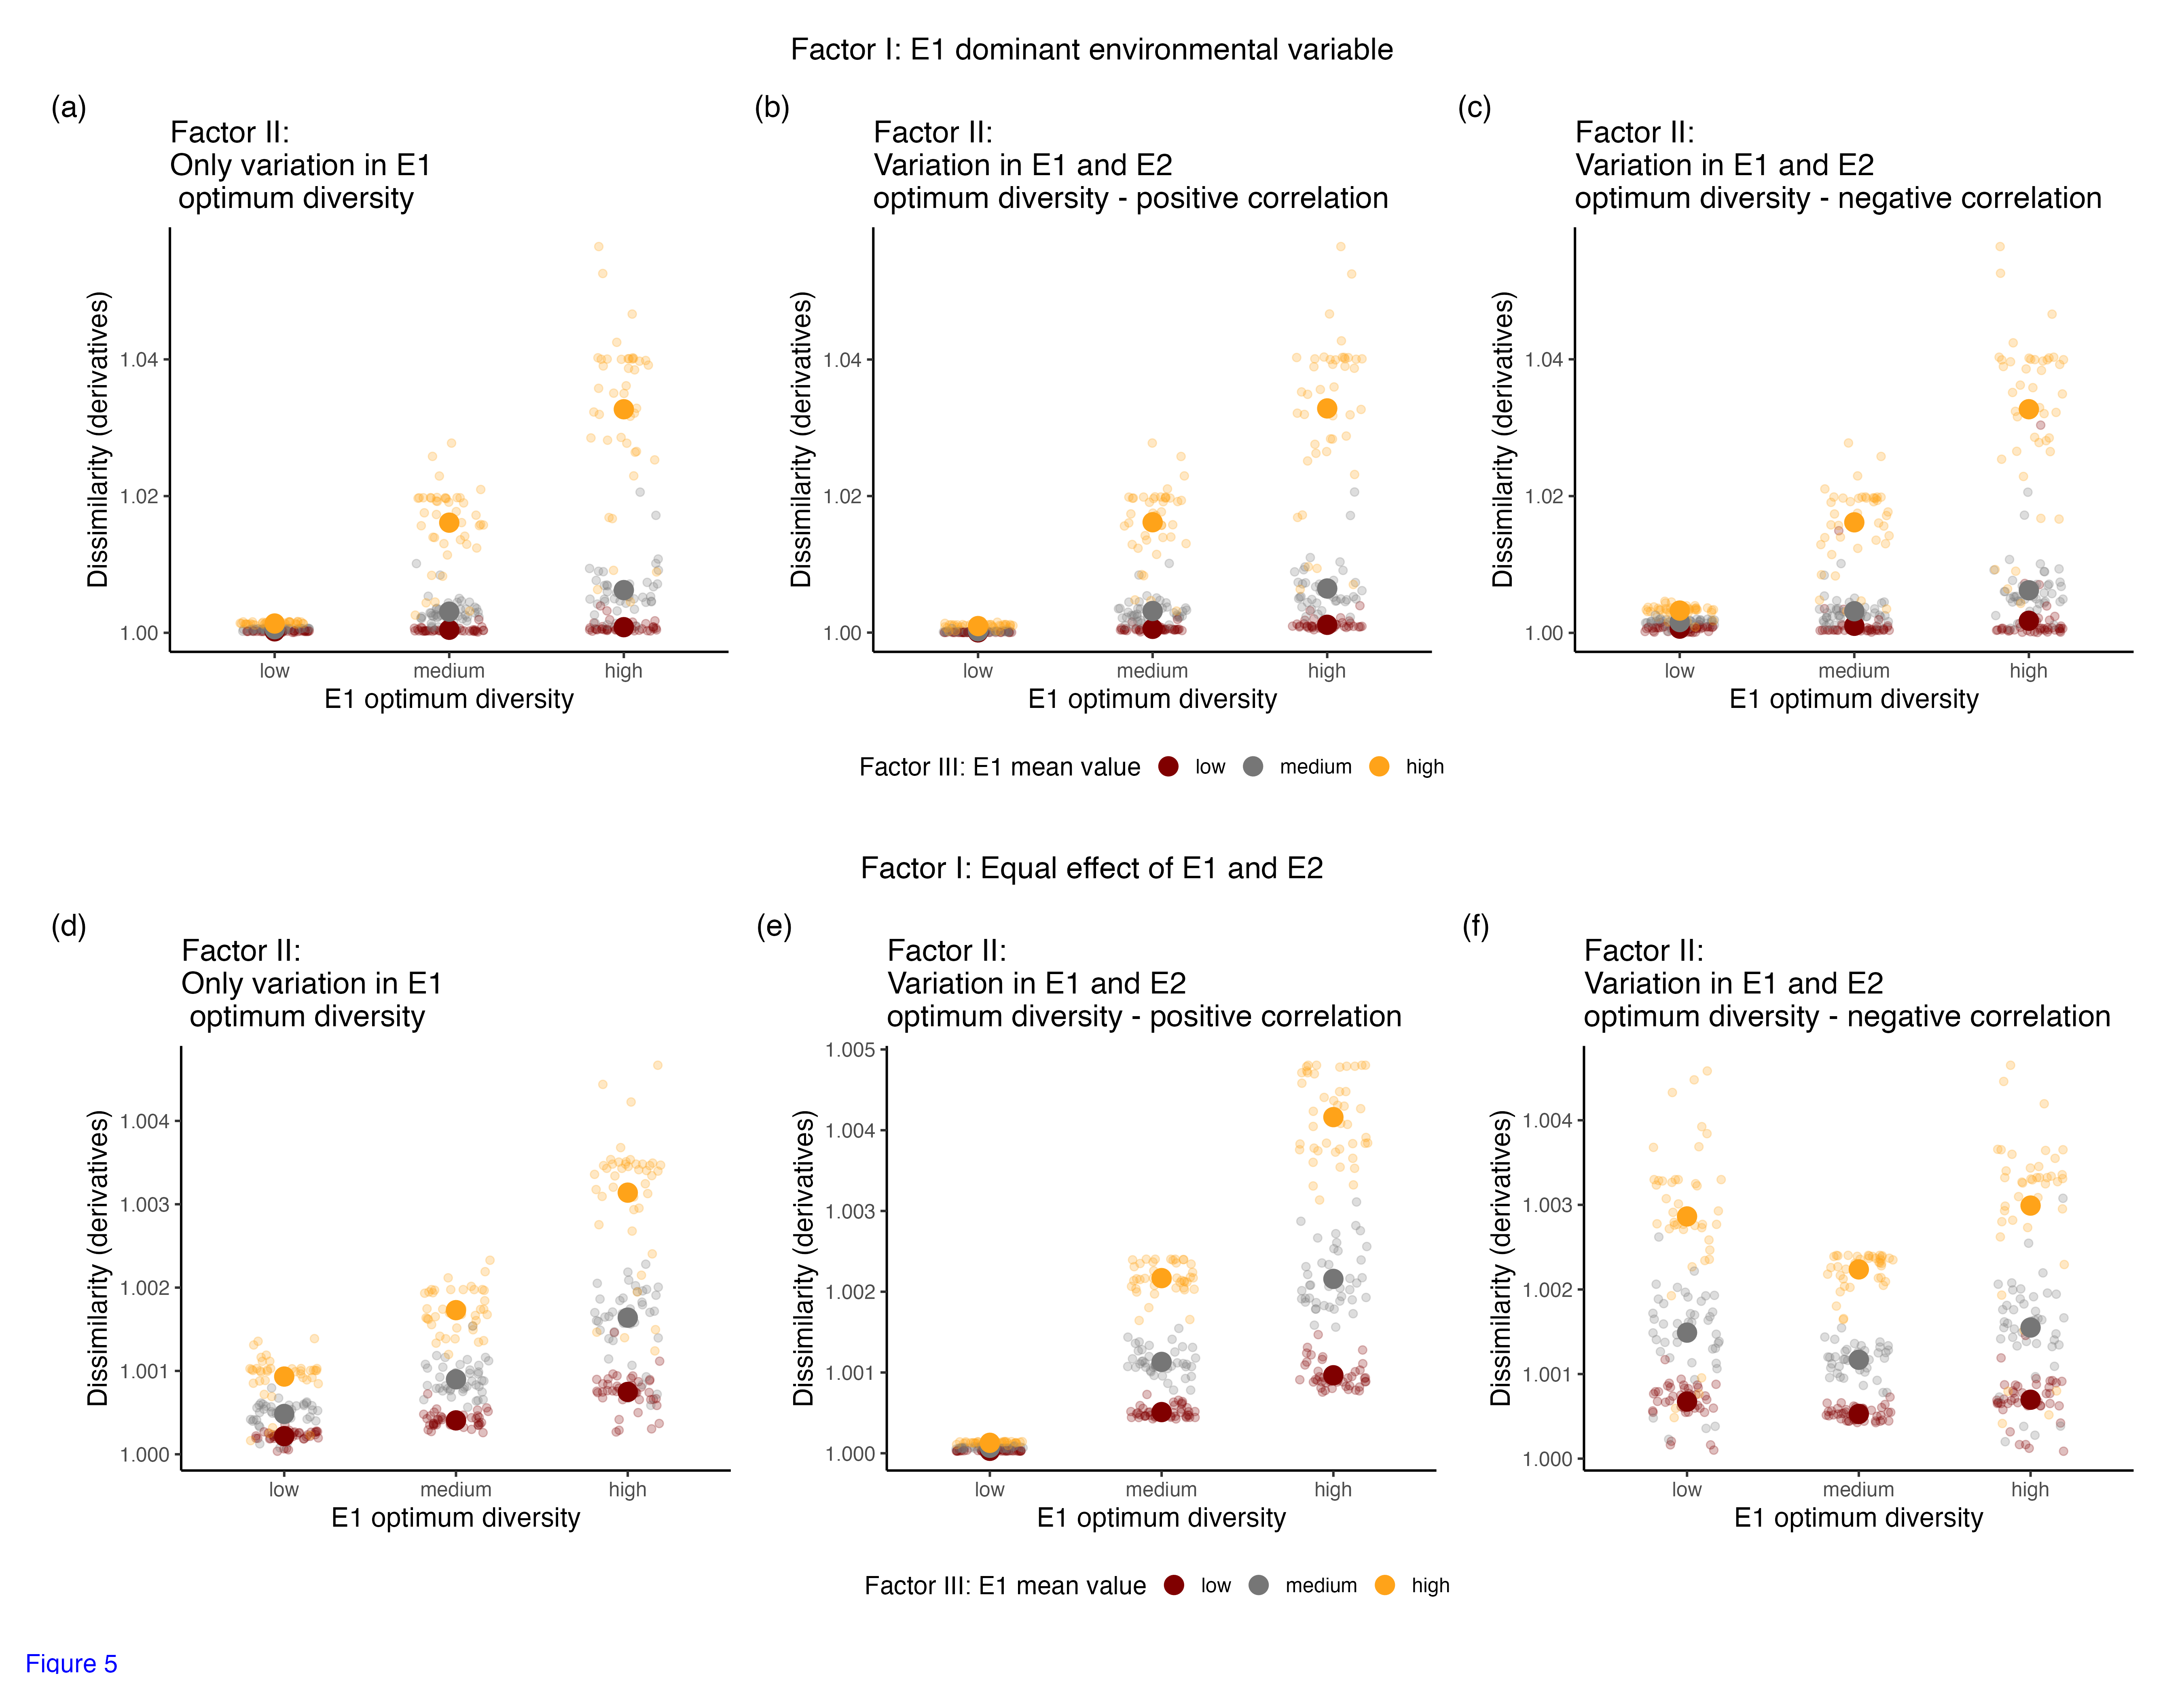 Factor I: E1 dominant environmental variable
(a)
Factor II:
Only variation in E1
optimum diversity
Dissimilarity (derivatives)
1.04
1.02
1.00
low medium high
E1 optimum diversity
(b)
Factor II:
Variation in E1 and E2
optimum diversity - positive correlation
Dissimilarity (derivatives)
1.04
1.02
1.00
low medium high
E1 optimum diversity
(c)
Factor II:
Variation in E1 and E2
optimum diversity - negative correlation
Dissimilarity (derivatives)
1.04
1.02
1.00
low medium high
E1 optimum diversity
Factor III: E1 mean value low medium high
Factor I: Equal effect of E1 and E2
(d)
Factor II:
Only variation in E1
optimum diversity
Dissimilarity (derivatives)
1.004
1.003
1.002
1.001
1.000
low medium high
E1 optimum diversity
(e)
Factor II:
Variation in E1 and E2
optimum diversity - positive correlation
Dissimilarity (derivatives)
1.005
1.004
1.003
1.002
1.001
1.000
low medium high
E1 optimum diversity
(f)
Factor II:
Variation in E1 and E2
optimum diversity - negative correlation
Dissimilarity (derivatives)
1.004
1.003
1.002
1.001
1.000
low medium high
E1 optimum diversity
Factor III: E1 mean value low medium high
Figure 5